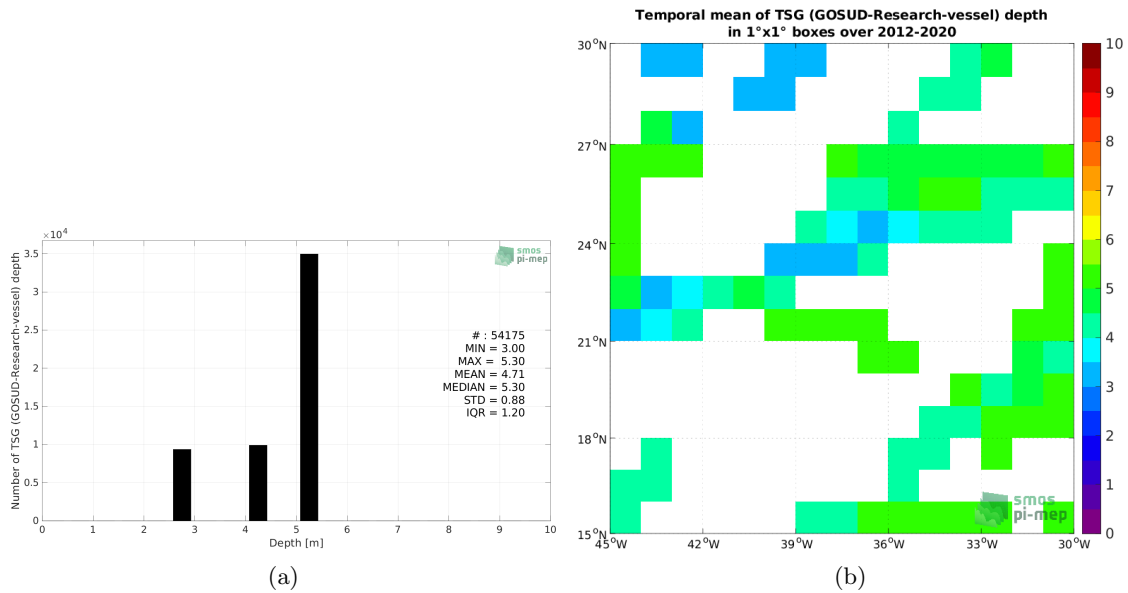 Temporal mean of TSG (GOSUD-Research-vessel) depth
in 1°x1° boxes over 2012-2020
×10⁴
Number of TSG (GOSUD-Research-vessel) depth
3.5
3
2.5
2
1.5
1
0.5
0
smos
pi-mep
# : 54175
MIN = 3.00
MAX = 5.30
MEAN = 4.71
MEDIAN = 5.30
STD = 0.88
IQR = 1.20
0 1 2 3 4 5 6 7 8 9 10
Depth [m]
(a)
30°N
27°N
24°N
21°N
18°N
15°N
45°W 42°W 39°W 36°W 33°W 30°W
smos
pi-mep
10
9
8
7
6
5
4
3
2
1
0
(b)